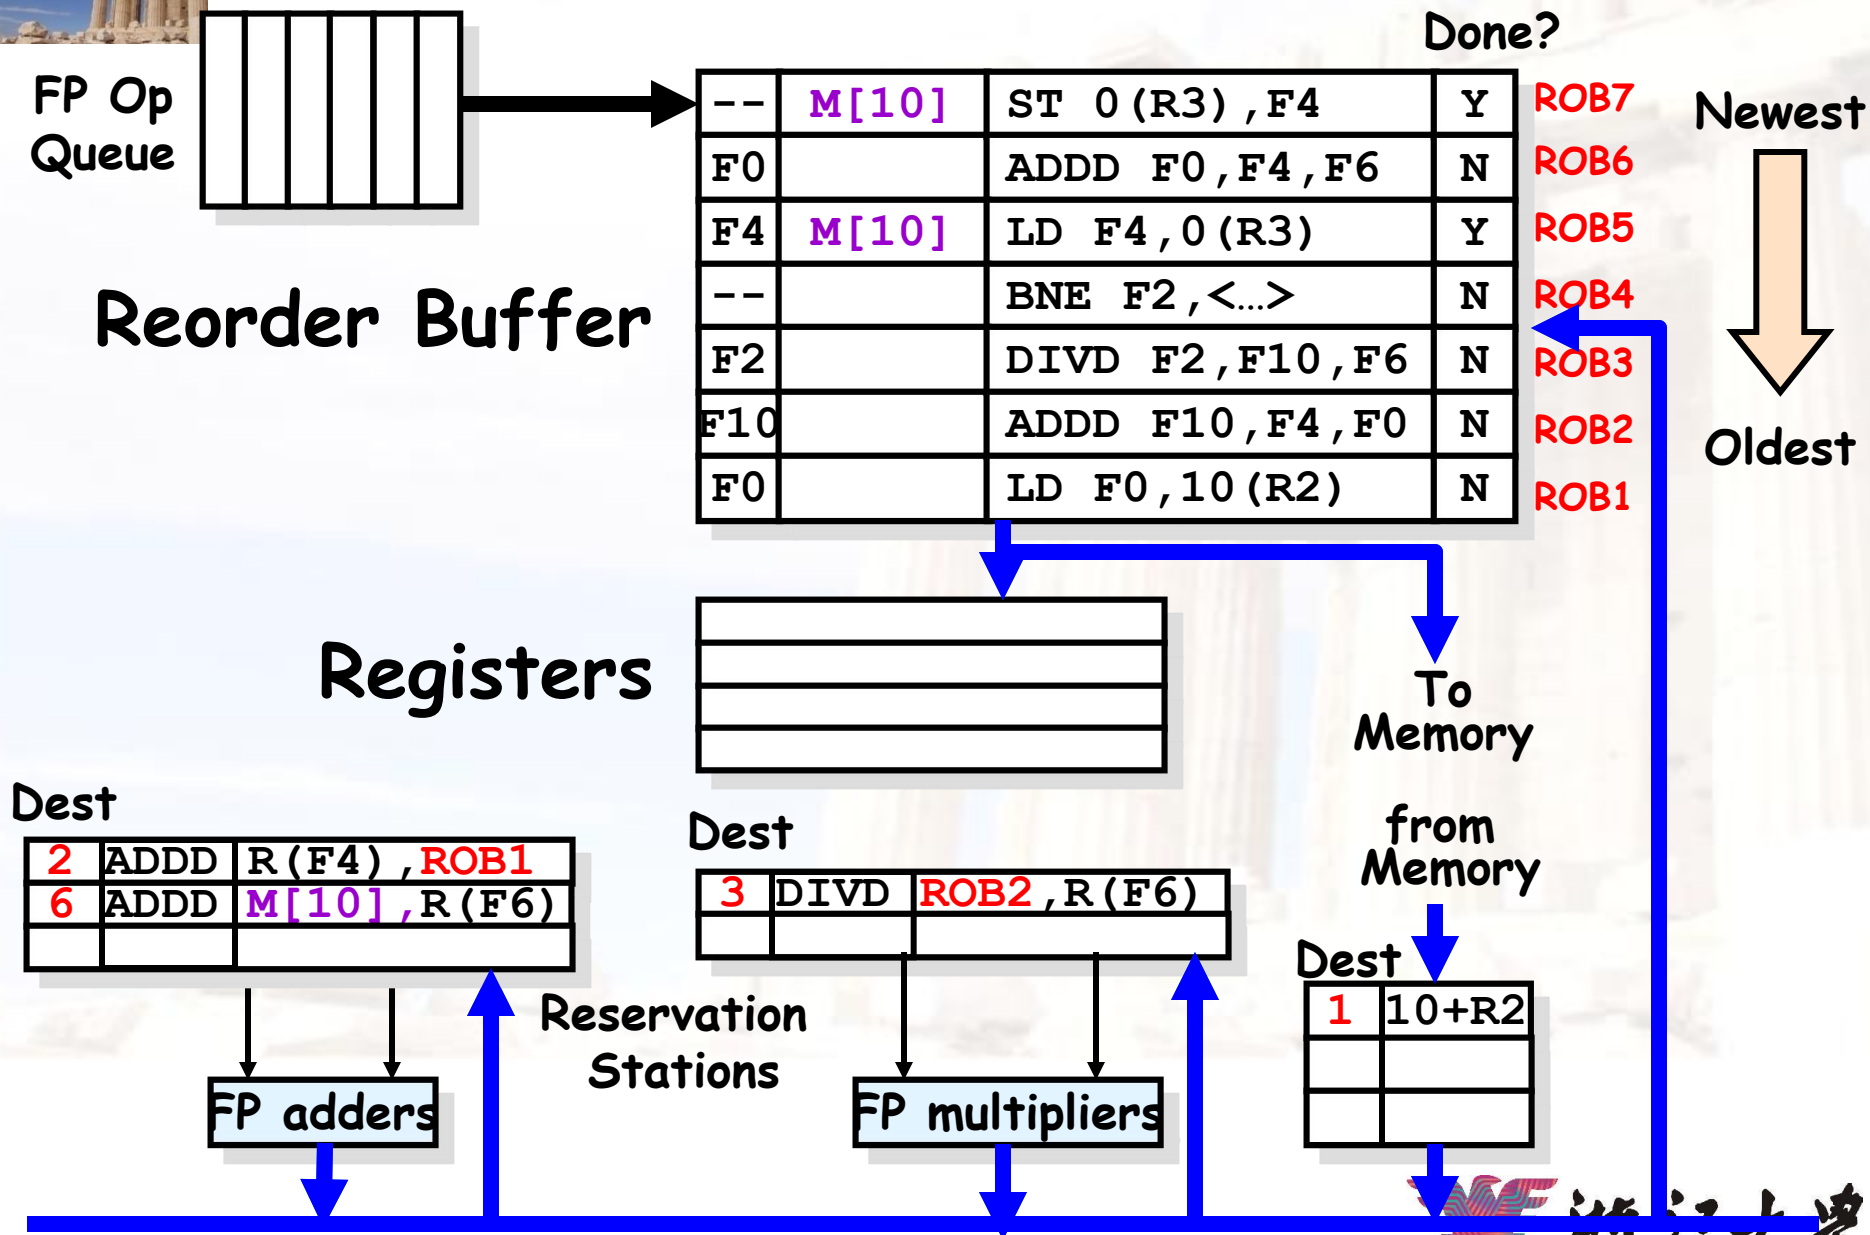 Done?
FP Op
Queue
-- M[10] ST 0(R3),F4 Y ROB7
F0 ADDD F0,F4,F6 N ROB6
F4 M[10] LD F4,0(R3) Y ROB5
-- BNE F2,<…> N ROB4
F2 DIVD F2,F10,F6 N ROB3
F10 ADDD F10,F4,F0 N ROB2
F0 LD F0,10(R2) N ROB1
Newest
Oldest
Reorder Buffer
Registers
To
Memory
from
Memory
Dest
2 ADDD R(F4),ROB1
6 ADDD M[10],R(F6)
Dest
3 DIVD ROB2,R(F6)
Dest
1 10+R2
Reservation
Stations
FP adders
FP multipliers